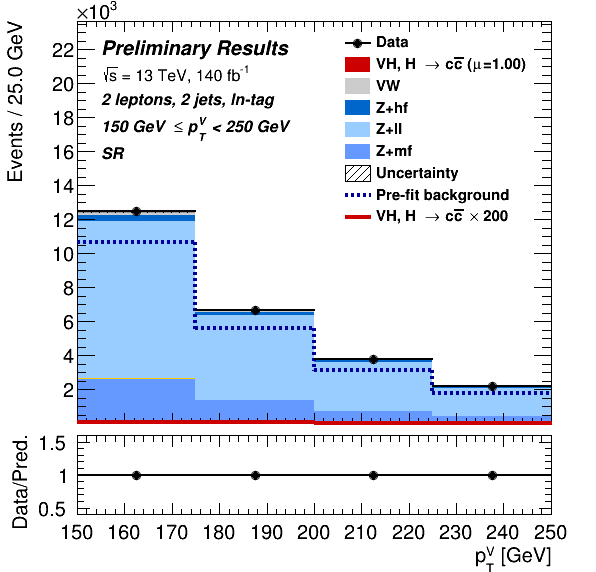 ×10³
Events / 25.0 GeV
22
20
18
16
14
12
10
8
6
4
2
Preliminary Results
√s = 13 TeV, 140 fb⁻¹
2 leptons, 2 jets, ln-tag
150 GeV ≤ p_T^V < 250 GeV
SR
Data
VH, H → cc̅ (μ=1.00)
VW
Z+hf
Z+ll
Z+mf
Uncertainty
Pre-fit background
VH, H → cc̅ × 200
Data/Pred.
1.5
1
0.5
150 160 170 180 190 200 210 220 230 240 250
p_T^V [GeV]